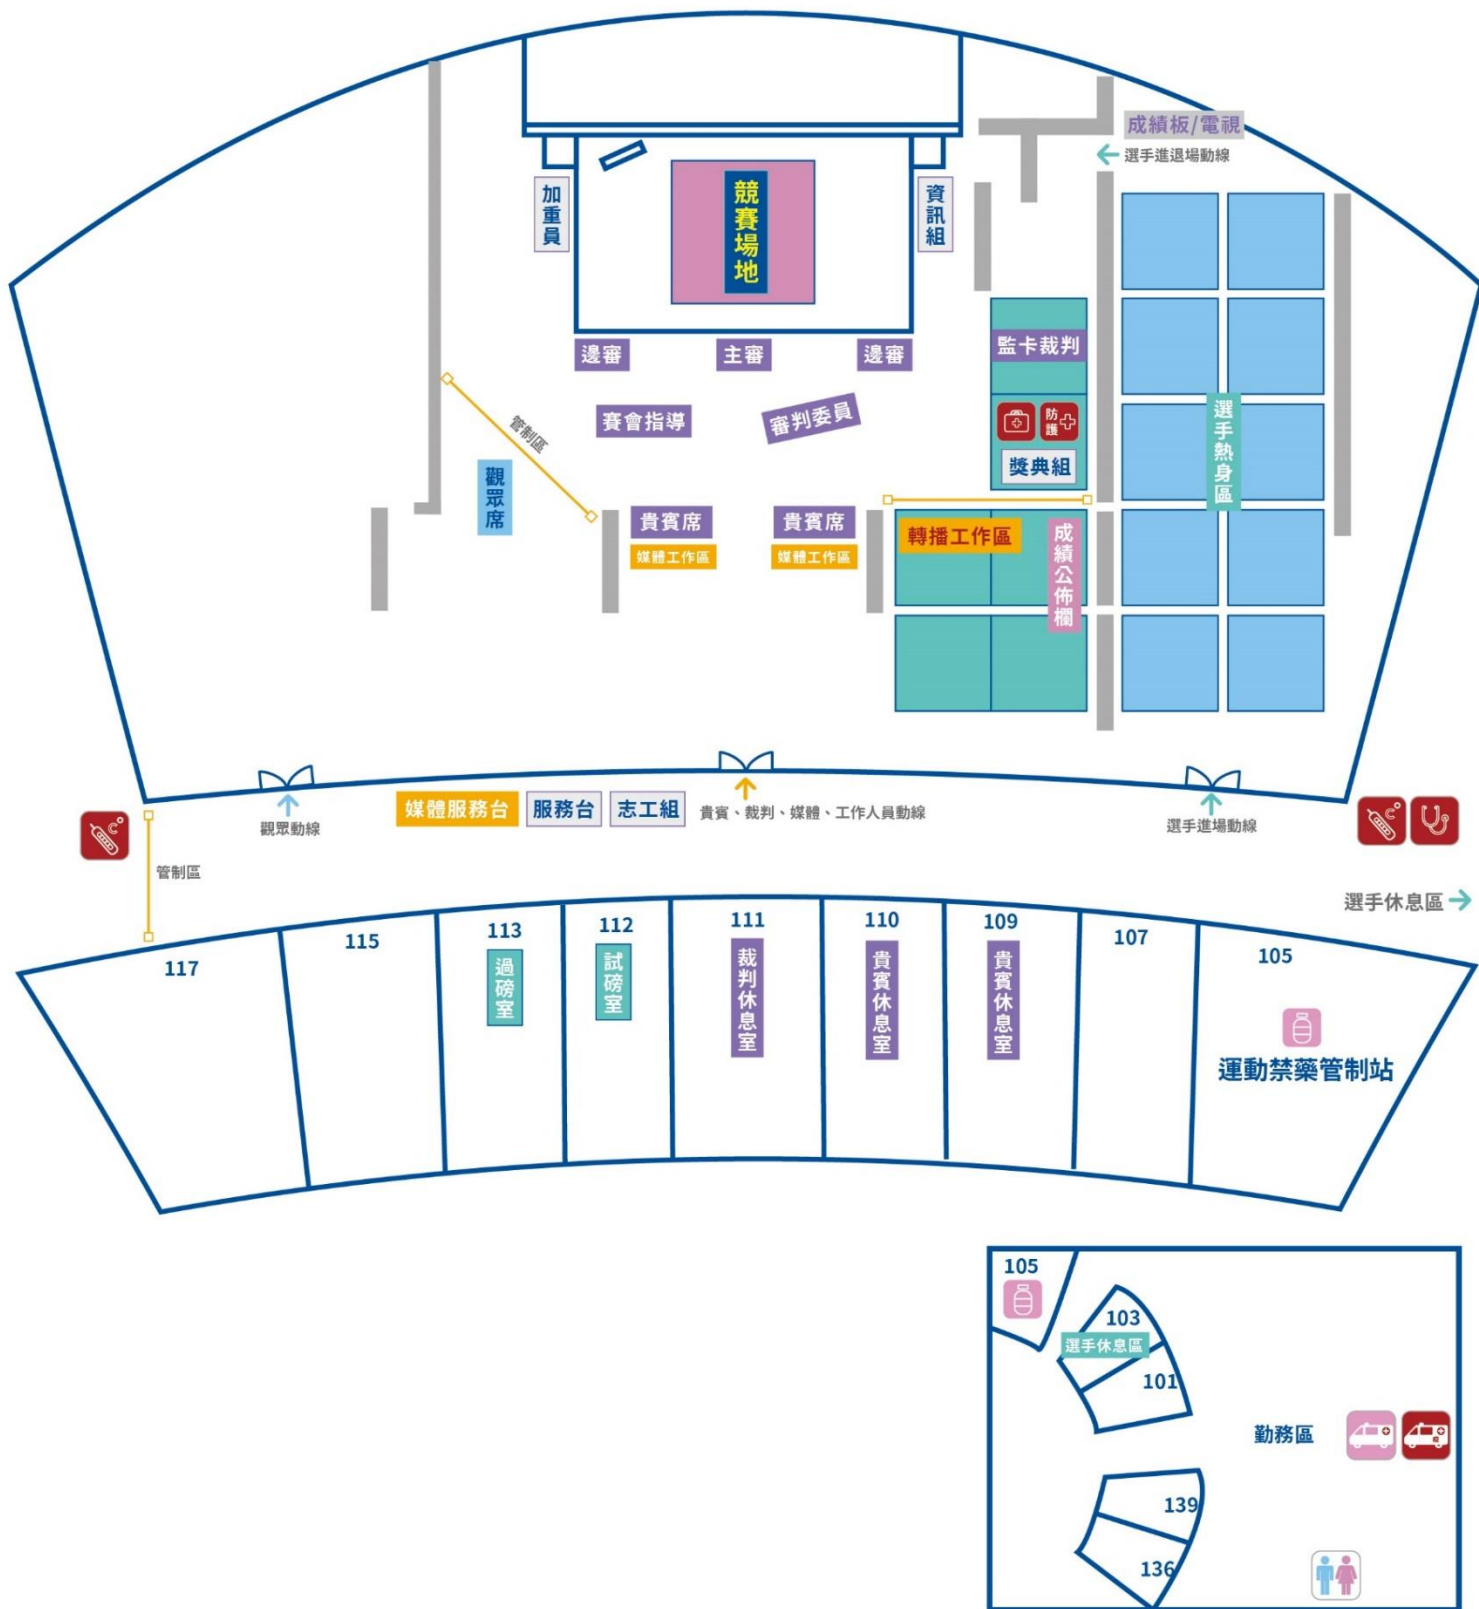 成績板/電視
選手進退場動線
加重員
競賽場地
資訊組
邊審
主審
邊審
監卡裁判
賽會指導
審判委員
防護
獎典組
管制區
觀眾席
選手熱身區
貴賓席
貴賓席
媒體工作區
媒體工作區
轉播工作區
成績公佈欄
C°
觀眾動線
媒體服務台
服務台
志工組
貴賓、裁判、媒體、工作人員動線
選手進場動線
C°
管制區
選手休息區
117
115
113
過磅室
112
試磅室
111
裁判休息室
110
貴賓休息室
109
貴賓休息室
107
105
運動禁藥管制站
105
103
選手休息區
101
勤務區
疫
139
136